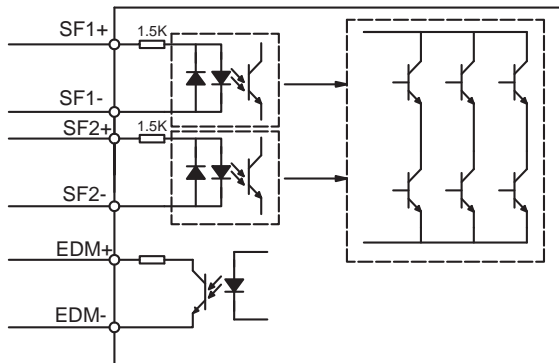 SF1+
1.5K
SF1-
SF2+
1.5K
SF2-
EDM+
EDM-